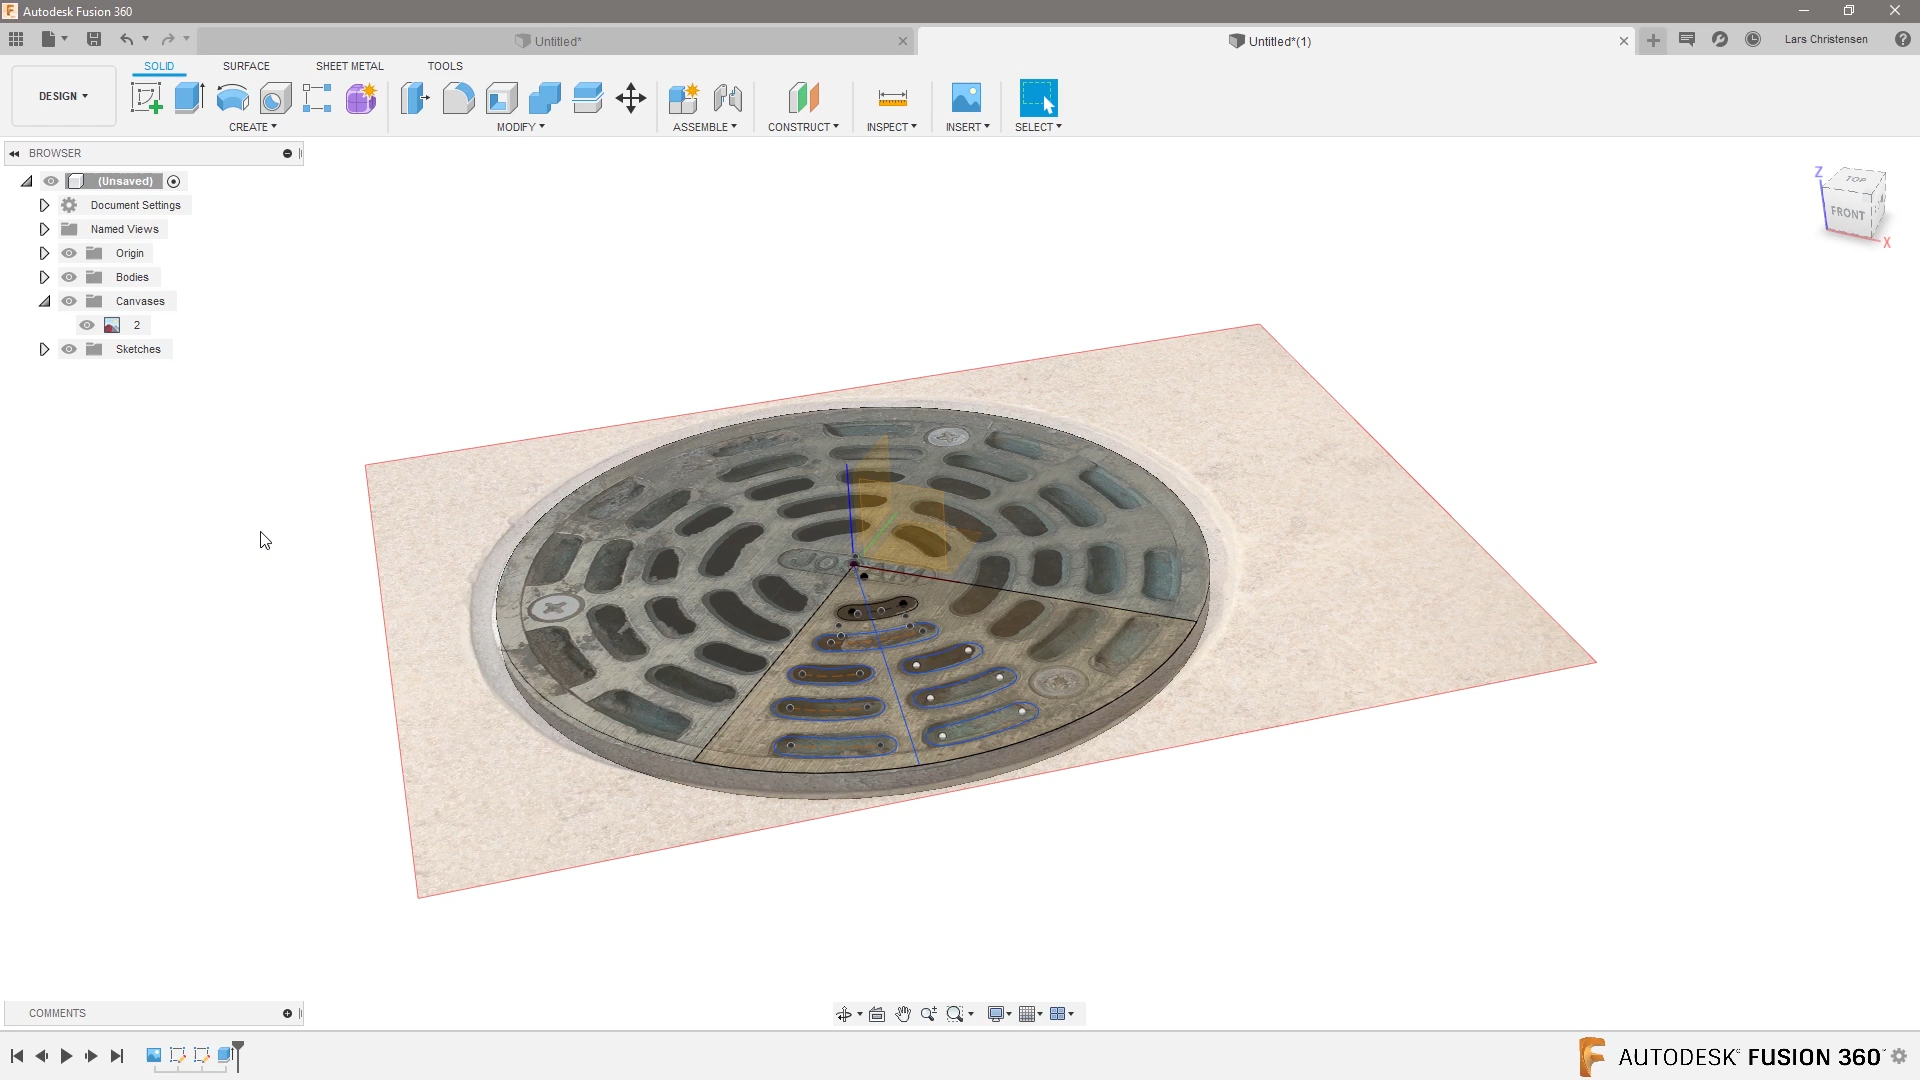 Autodesk Fusion 360
Untitled*
Untitled*(1)
Lars Christensen
DESIGN
SOLID
SURFACE
SHEET METAL
TOOLS
CREATE
MODIFY
ASSEMBLE
CONSTRUCT
INSPECT
INSERT
SELECT
BROWSER
(Unsaved)
Document Settings
Named Views
Origin
Bodies
Canvases
2
Sketches
Z
TOP
FRONT
X
COMMENTS
AUTODESK FUSION 360